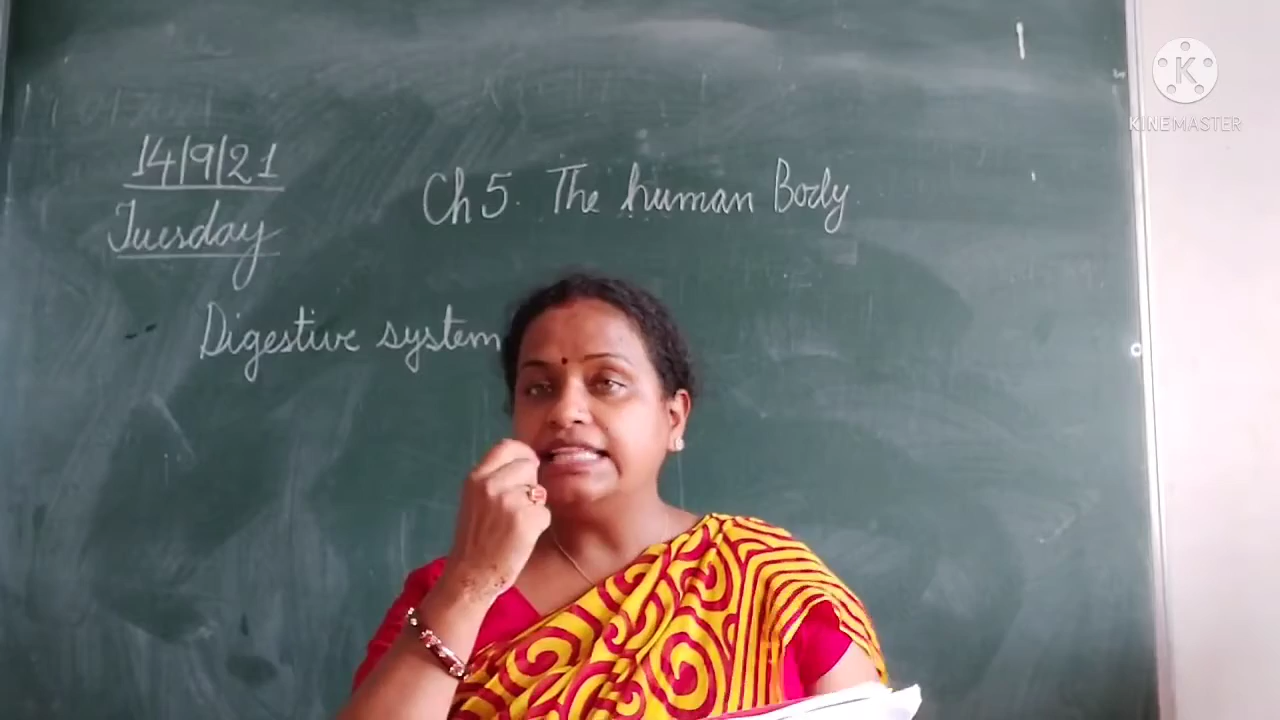 14/9/21
Tuesday
Ch 5. The human Body
Digestive system
K
KINEMASTER